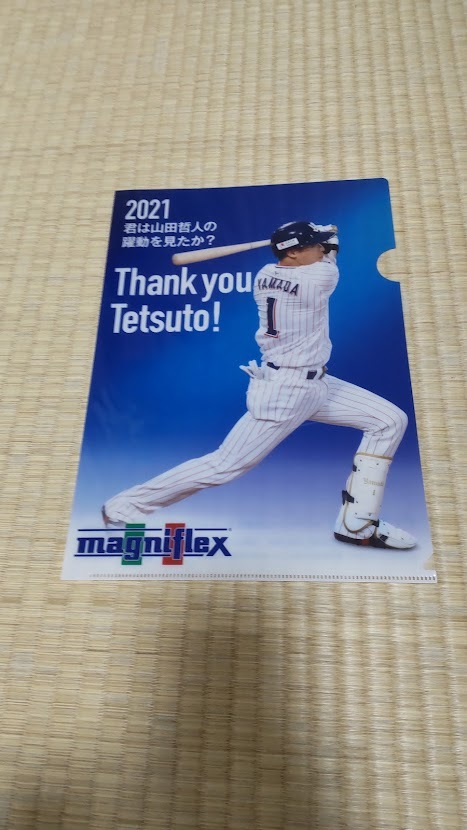 2021
君は山田哲人の
躍動を見たか?
Thank you
Tetsuto!
YAMADA
1
magniflex